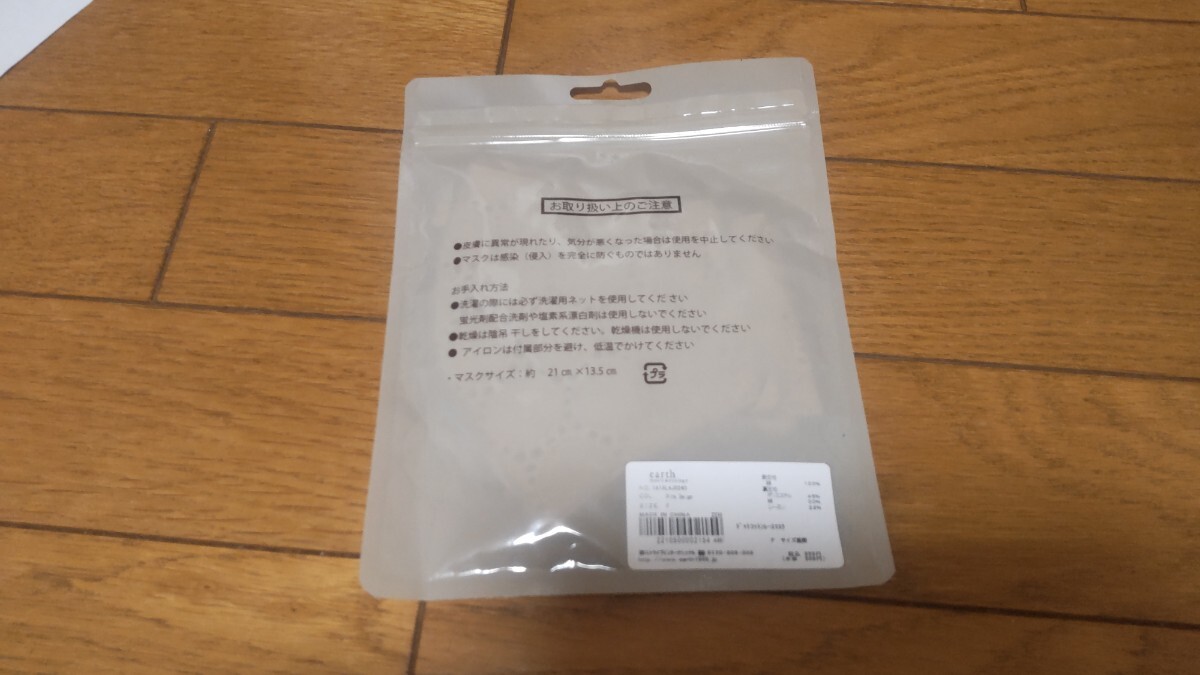 お取り扱い上のご注意
●皮膚に異常が現れたり、気分が悪くなった場合は使用を中止してください
●マスクは感染（侵入）を完全に防ぐものではありません
お手入れ方法
●洗濯の際には必ず洗濯用ネットを使用してください
蛍光剤配合洗剤や塩素系漂白剤は使用しないでください
●乾燥は陰吊干しをしてください。乾燥機は使用しないでください
● アイロンは付属部分を避け、低温でかけてください
・マスクサイズ：約 21㎝×13.5㎝
プラ
earth